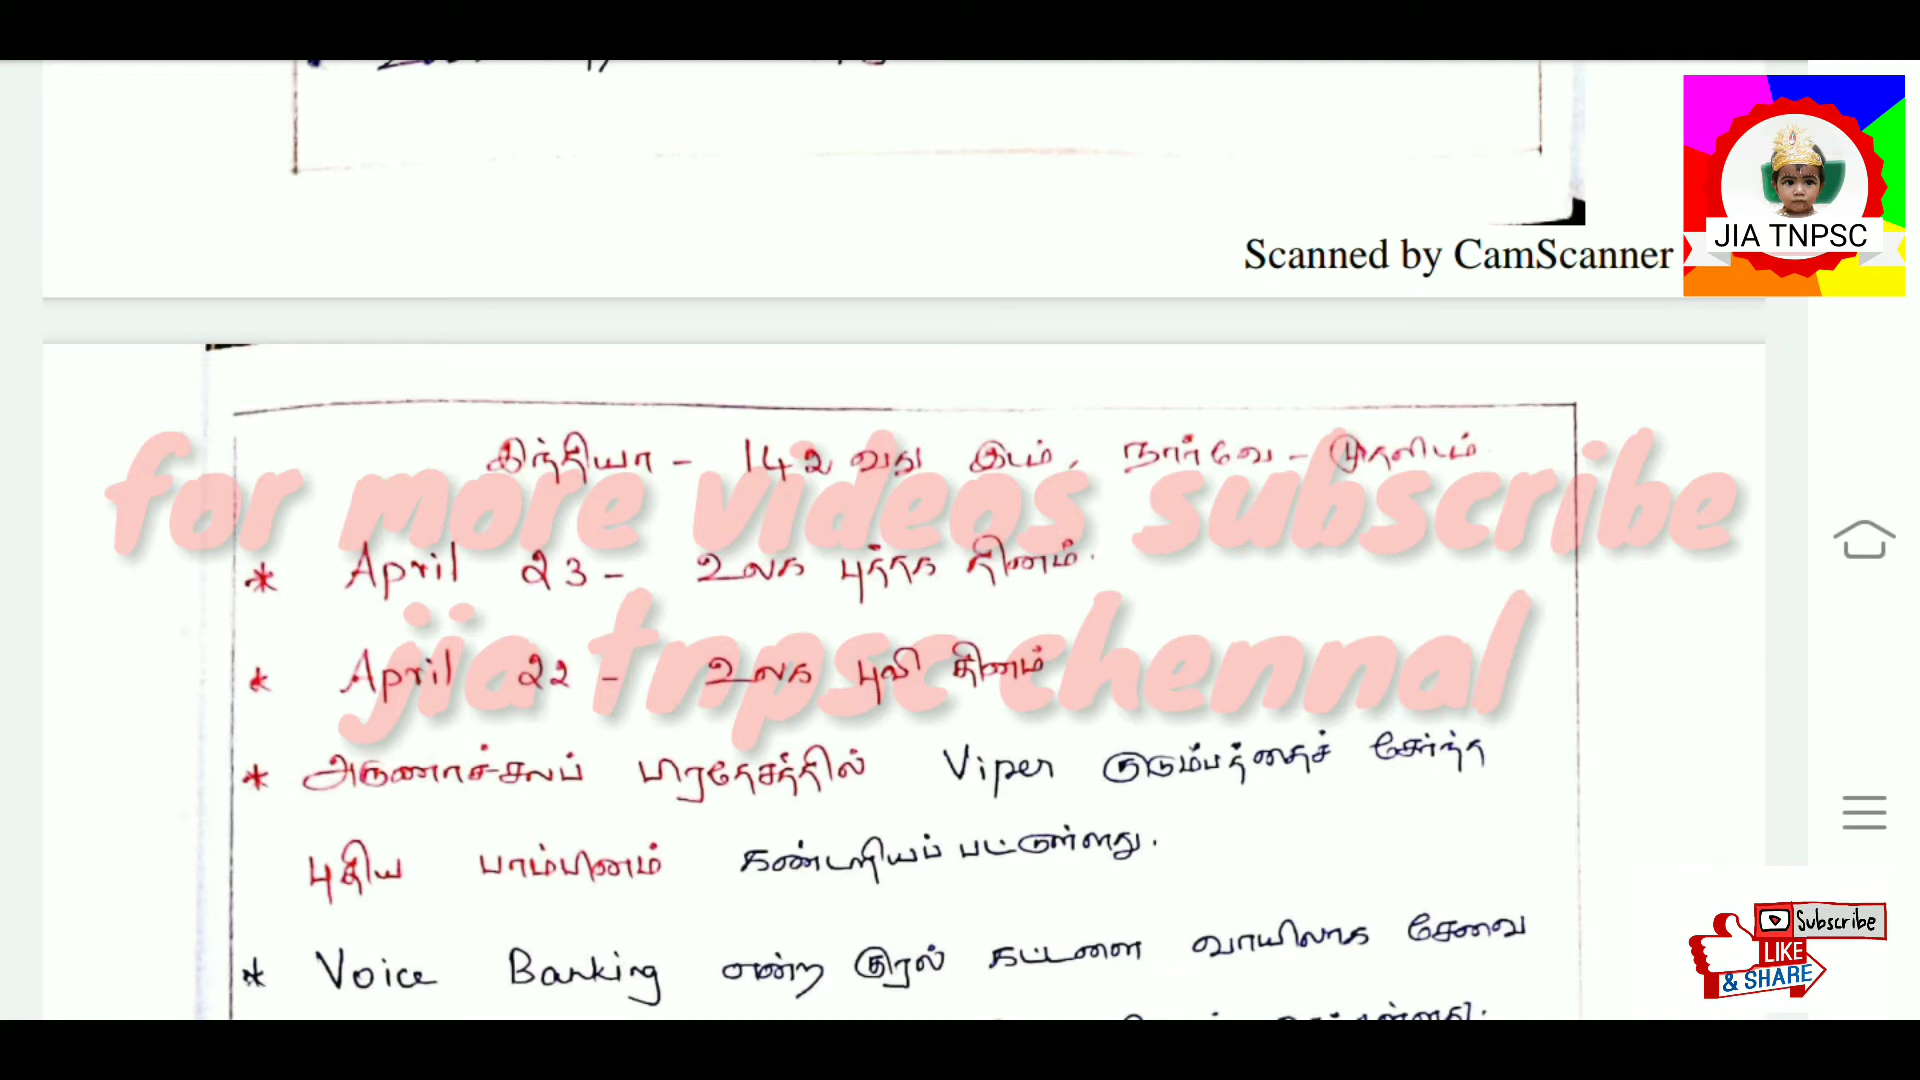 JIA TNPSC
Scanned by CamScanner
இந்தியா - 142 வது இடம், நார்வே - முதலிடம்
for more videos subscribe
* April 23 - உலக புத்தக தினம்.
jia tnpsc chennal
* April 22 - உலக புவி தினம்
* அருணாச்சலப் பிரதேசத்தில் Viper குடும்பத்தைச் சேர்ந்த
புதிய பாம்பினம் கண்டறியப் பட்டுள்ளது.
* Voice Banking என்ற குரல் கட்டளை வாயிலாக சேவை
Subscribe
LIKE
& SHARE